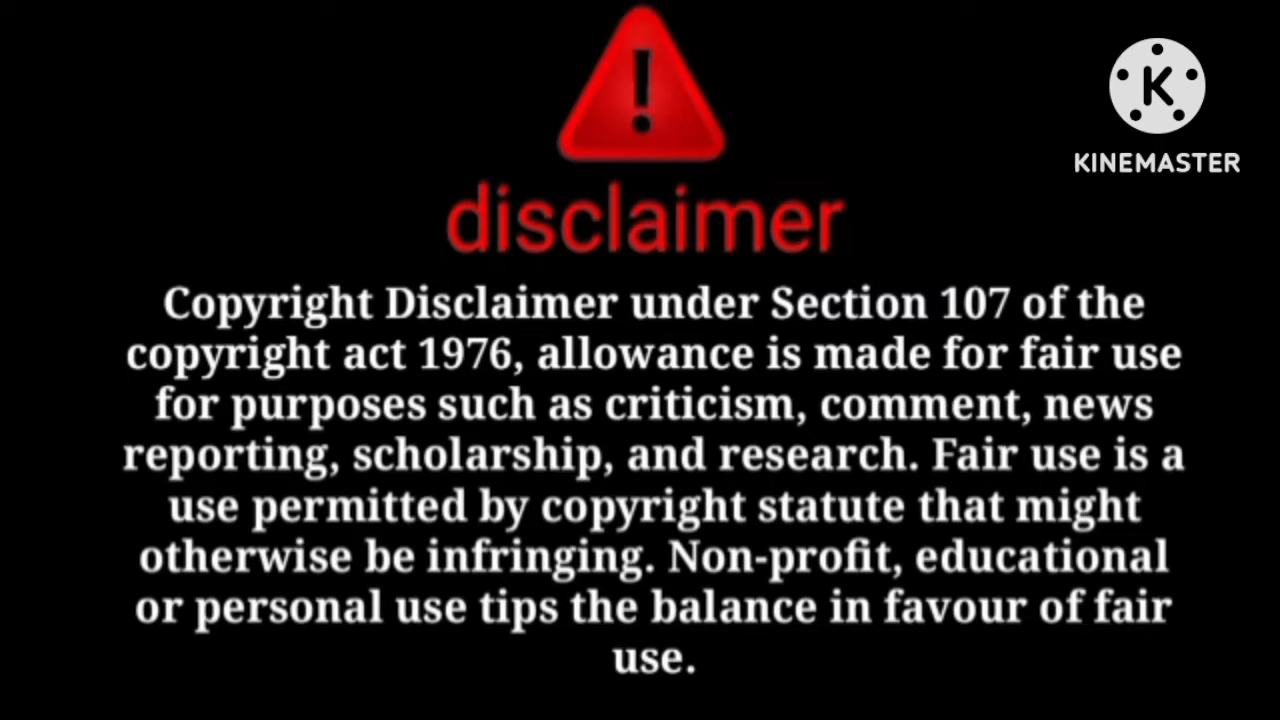 !
K
KINEMASTER
disclaimer
Copyright Disclaimer under Section 107 of the
copyright act 1976, allowance is made for fair use
for purposes such as criticism, comment, news
reporting, scholarship, and research. Fair use is a
use permitted by copyright statute that might
otherwise be infringing. Non-profit, educational
or personal use tips the balance in favour of fair
use.